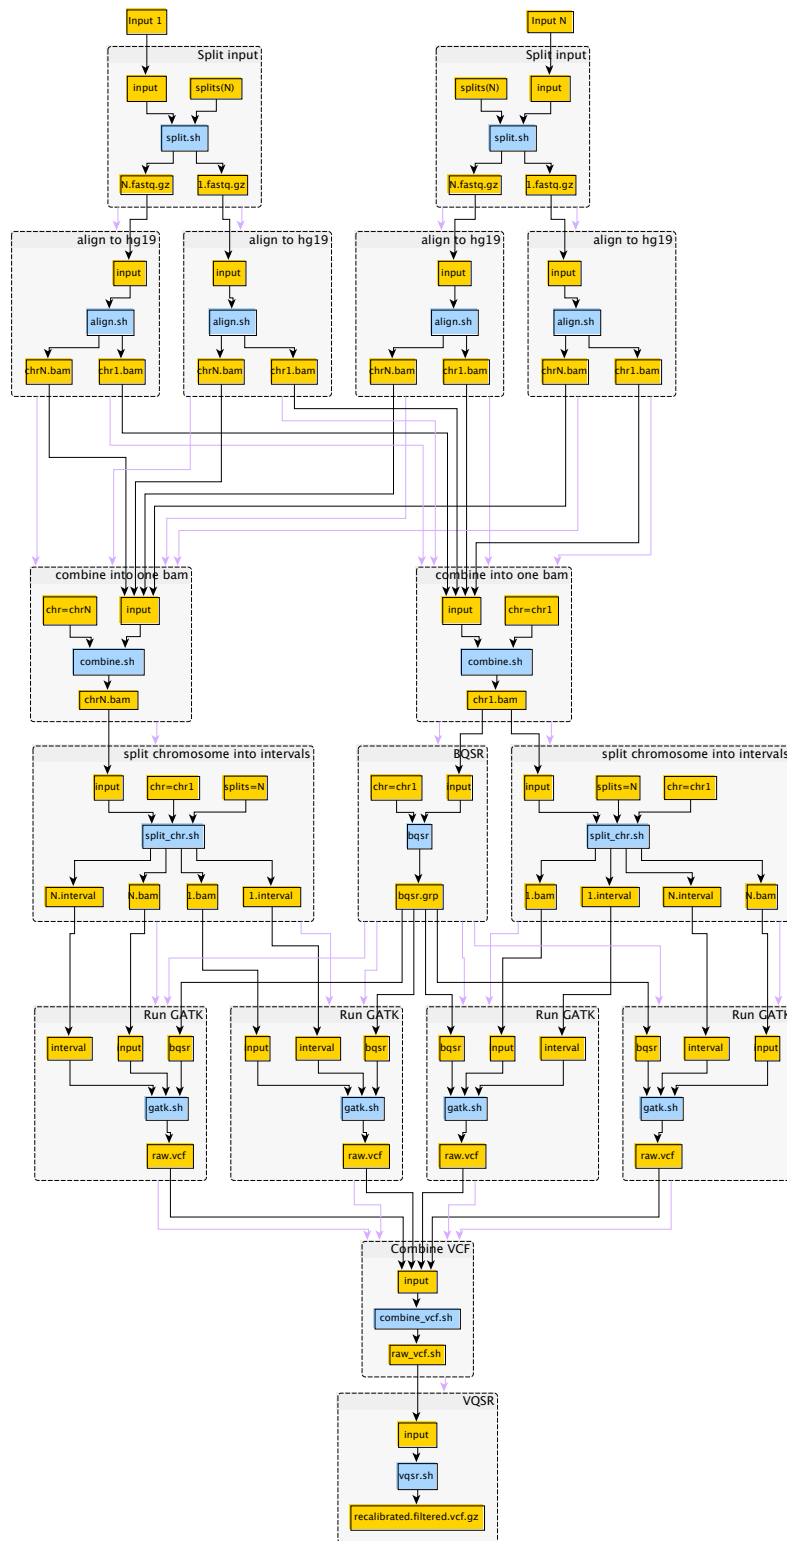 Input 1
Input N
Split input
Split input
input
splits(N)
splits(N)
input
split.sh
split.sh
N.fastq.gz
1.fastq.gz
N.fastq.gz
1.fastq.gz
align to hg19
align to hg19
align to hg19
align to hg19
input
input
input
input
align.sh
align.sh
align.sh
align.sh
chrN.bam
chr1.bam
chrN.bam
chr1.bam
chrN.bam
chr1.bam
chrN.bam
chr1.bam
combine into one bam
combine into one bam
chr=chrN
input
input
chr=chr1
combine.sh
combine.sh
chrN.bam
chr1.bam
split chromosome into intervals
BQSR
split chromosome into intervals
input
chr=chr1
splits=N
chr=chr1
input
input
splits=N
chr=chr1
split_chr.sh
bqsr
split_chr.sh
N.interval
N.bam
1.bam
1.interval
bqsr.grp
1.bam
1.interval
N.interval
N.bam
Run GATK
Run GATK
Run GATK
Run GATK
interval
input
bqsr
input
interval
bqsr
bqsr
input
interval
bqsr
interval
input
gatk.sh
gatk.sh
gatk.sh
gatk.sh
raw.vcf
raw.vcf
raw.vcf
raw.vcf
Combine VCF
input
combine_vcf.sh
raw_vcf.sh
VQSR
input
vqsr.sh
recalibrated.filtered.vcf.gz